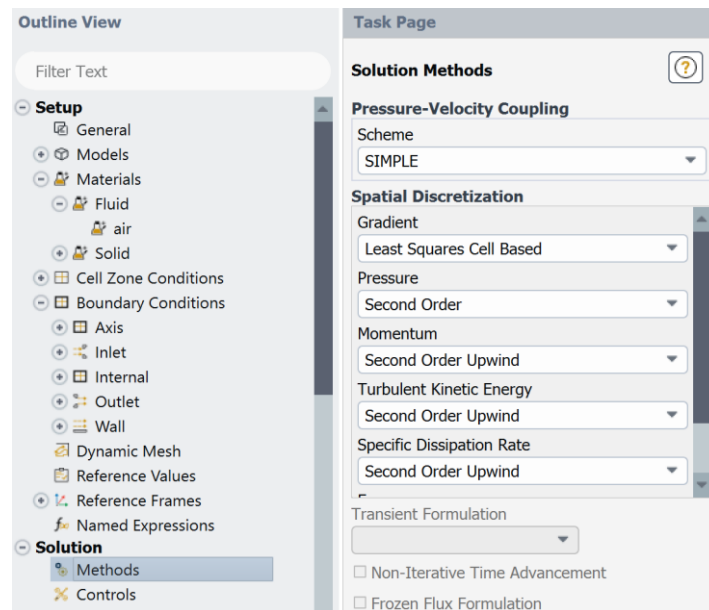 Outline View
Filter Text
Setup
General
Models
Materials
Fluid
air
Solid
Cell Zone Conditions
Boundary Conditions
Axis
Inlet
Internal
Outlet
Wall
Dynamic Mesh
Reference Values
Reference Frames
Named Expressions
Solution
Methods
Controls
Task Page
Solution Methods
Pressure-Velocity Coupling
Scheme
SIMPLE
Spatial Discretization
Gradient
Least Squares Cell Based
Pressure
Second Order
Momentum
Second Order Upwind
Turbulent Kinetic Energy
Second Order Upwind
Specific Dissipation Rate
Second Order Upwind
Transient Formulation
Non-Iterative Time Advancement
Frozen Flux Formulation